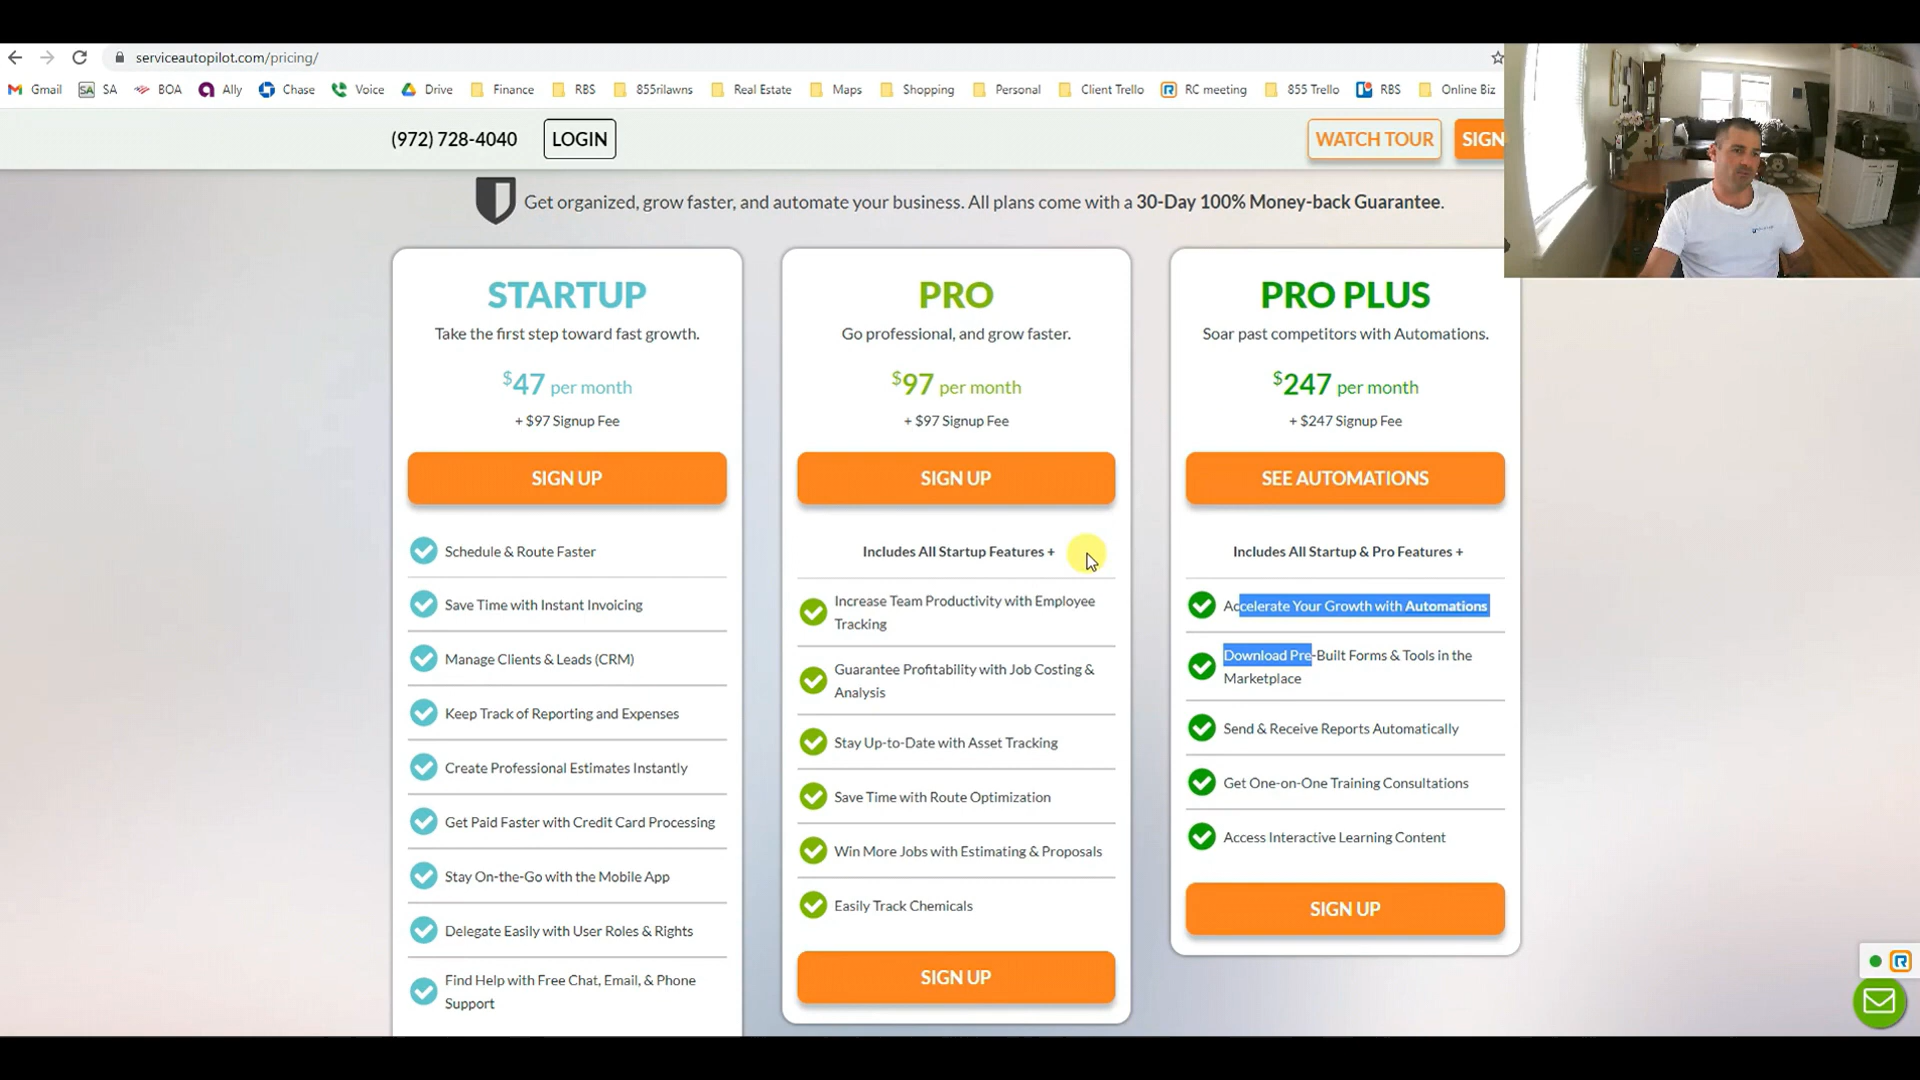 serviceautopilot.com/pricing/
Gmail SA SA BOA Ally Chase Voice Drive Finance RBS 855rilawns Real Estate Maps Shopping Personal Client Trello RC meeting 855 Trello RBS Online Biz
(972) 728-4040 LOGIN WATCH TOUR SIGN
Get organized, grow faster, and automate your business. All plans come with a 30-Day 100% Money-back Guarantee.
STARTUP
Take the first step toward fast growth.
$47 per month
+ $97 Signup Fee
SIGN UP
Schedule & Route Faster
Save Time with Instant Invoicing
Manage Clients & Leads (CRM)
Keep Track of Reporting and Expenses
Create Professional Estimates Instantly
Get Paid Faster with Credit Card Processing
Stay On-the-Go with the Mobile App
Delegate Easily with User Roles & Rights
Find Help with Free Chat, Email, & Phone
Support
PRO
Go professional, and grow faster.
$97 per month
+ $97 Signup Fee
SIGN UP
Includes All Startup Features +
Increase Team Productivity with Employee
Tracking
Guarantee Profitability with Job Costing &
Analysis
Stay Up-to-Date with Asset Tracking
Save Time with Route Optimization
Win More Jobs with Estimating & Proposals
Easily Track Chemicals
SIGN UP
PRO PLUS
Soar past competitors with Automations.
$247 per month
+ $247 Signup Fee
SEE AUTOMATIONS
Includes All Startup & Pro Features +
Accelerate Your Growth with Automations
Download Pre-Built Forms & Tools in the
Marketplace
Send & Receive Reports Automatically
Get One-on-One Training Consultations
Access Interactive Learning Content
SIGN UP